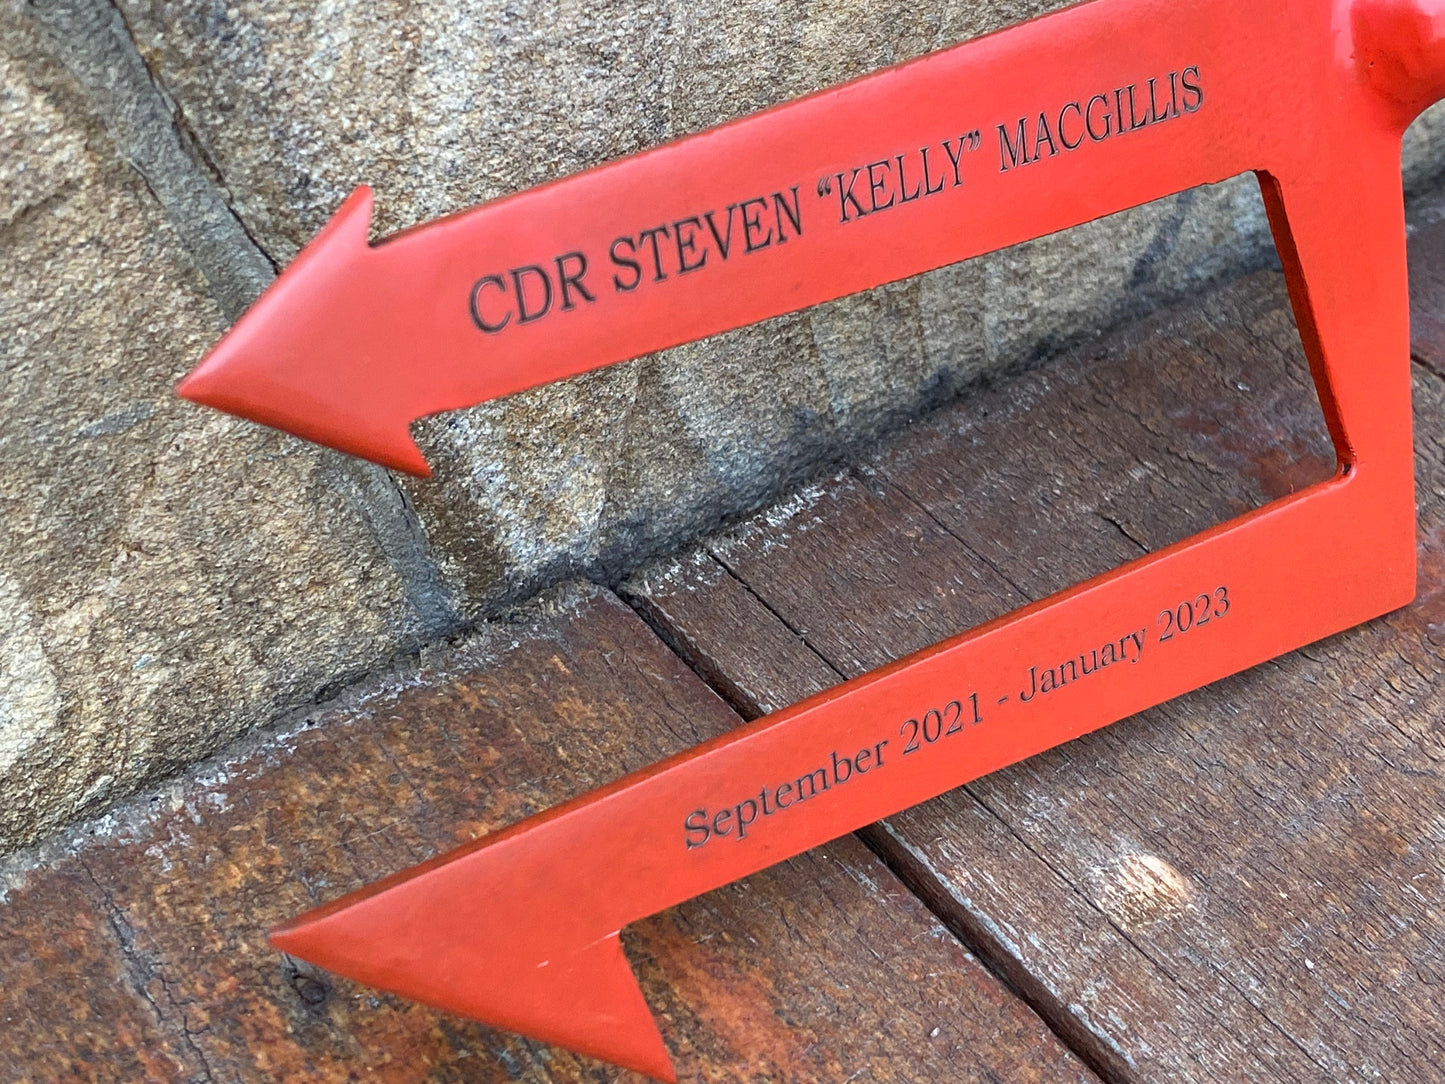 CDR STEVEN “KELLY” MACGILLIS
September 2021 - January 2023